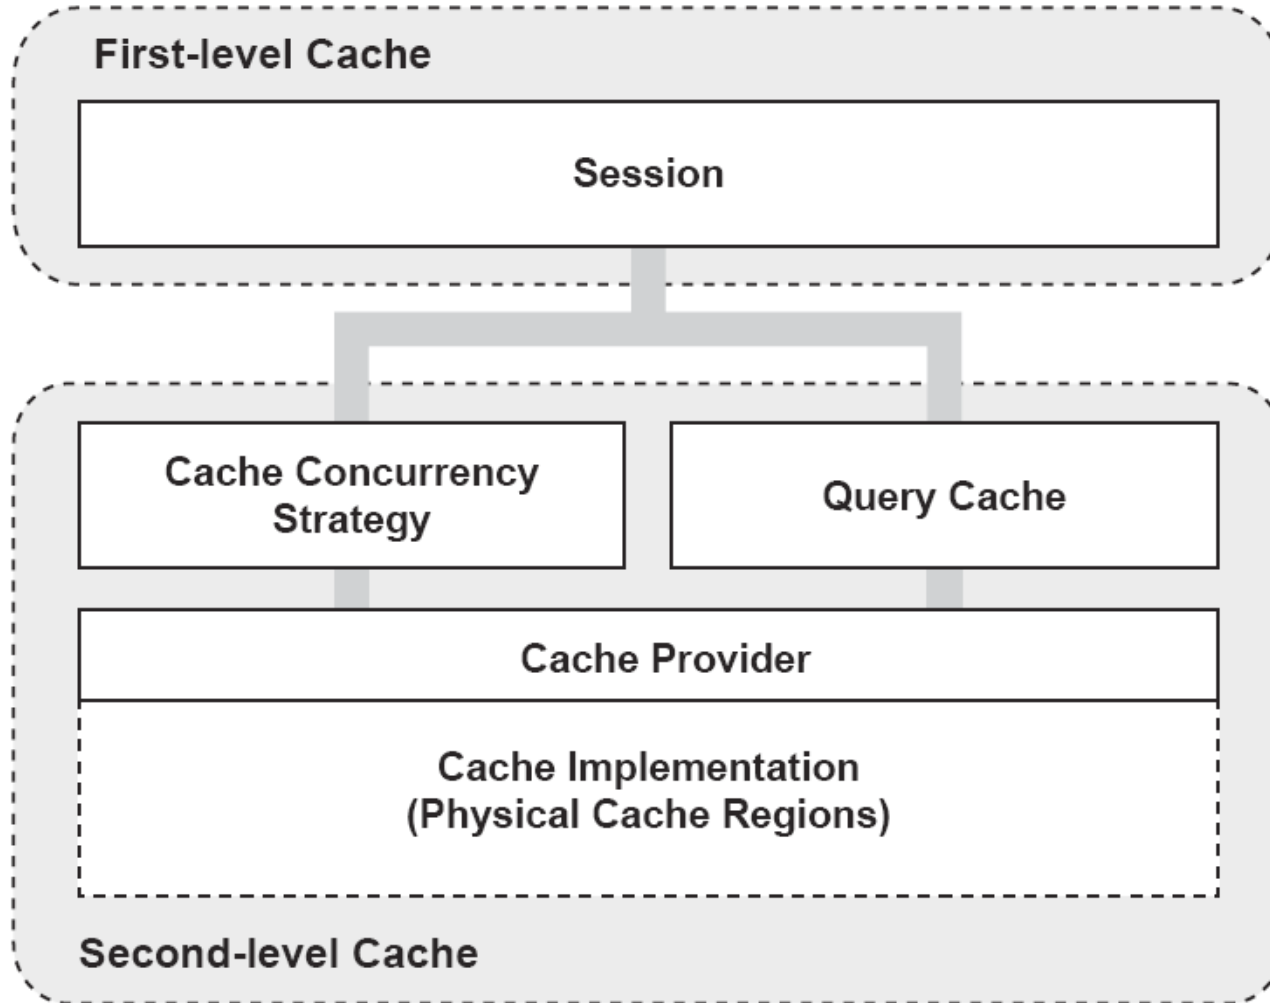 First-level Cache
Session
Cache Concurrency
Strategy
Query Cache
Cache Provider
Cache Implementation
(Physical Cache Regions)
Second-level Cache